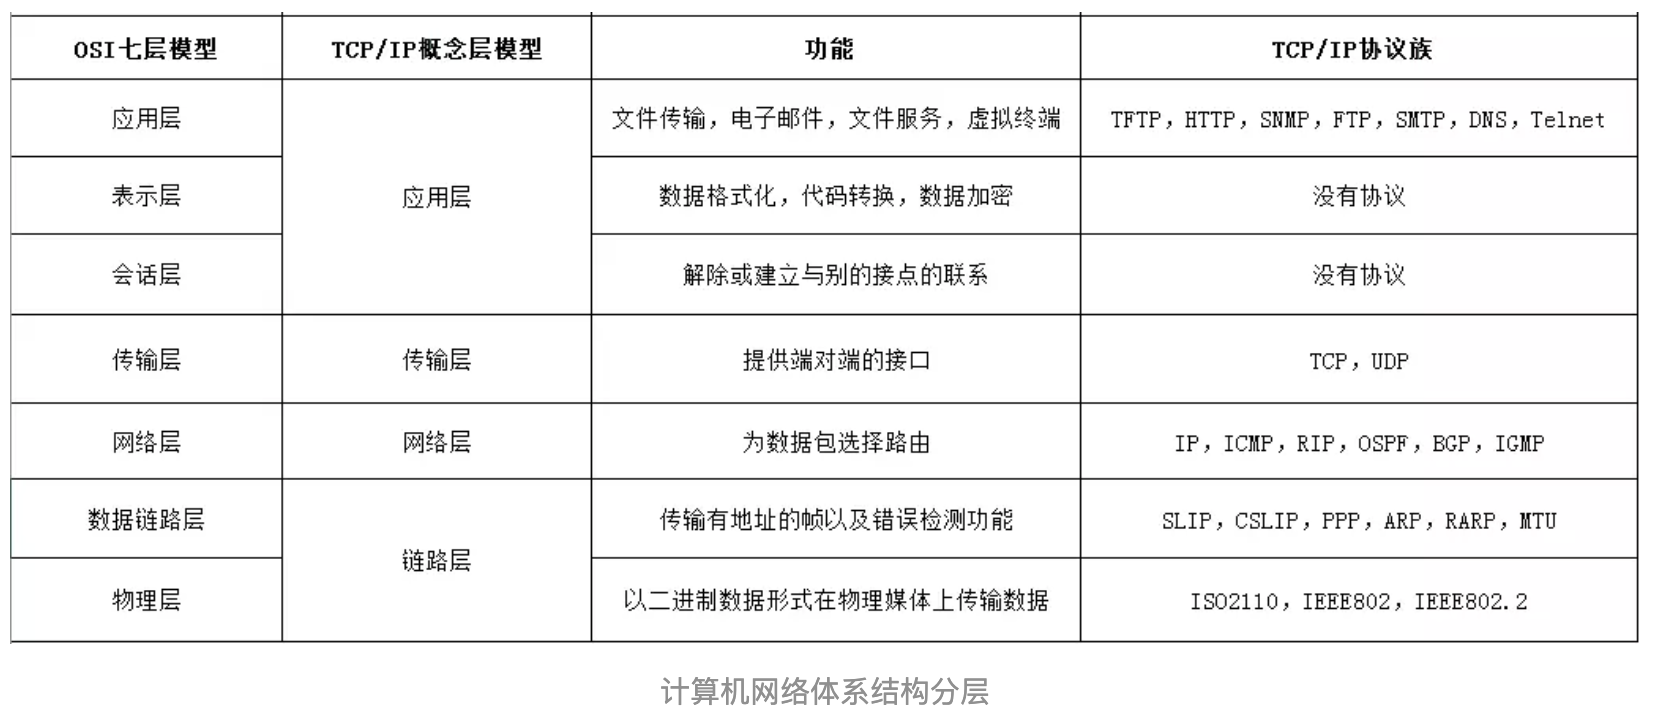 OSI七层模型 TCP/IP概念层模型 功能 TCP/IP协议族
应用层 文件传输，电子邮件，文件服务，虚拟终端 TFTP，HTTP，SNMP，FTP，SMTP，DNS，Telnet
表示层 应用层 数据格式化，代码转换，数据加密 没有协议
会话层 解除或建立与别的接点的联系 没有协议
传输层 传输层 提供端对端的接口 TCP，UDP
网络层 网络层 为数据包选择路由 IP，ICMP，RIP，OSPF，BGP，IGMP
数据链路层 传输有地址的帧以及错误检测功能 SLIP，CSLIP，PPP，ARP，RARP，MTU
链路层
物理层 以二进制数据形式在物理媒体上传输数据 ISO2110，IEEE802，IEEE802.2
计算机网络体系结构分层